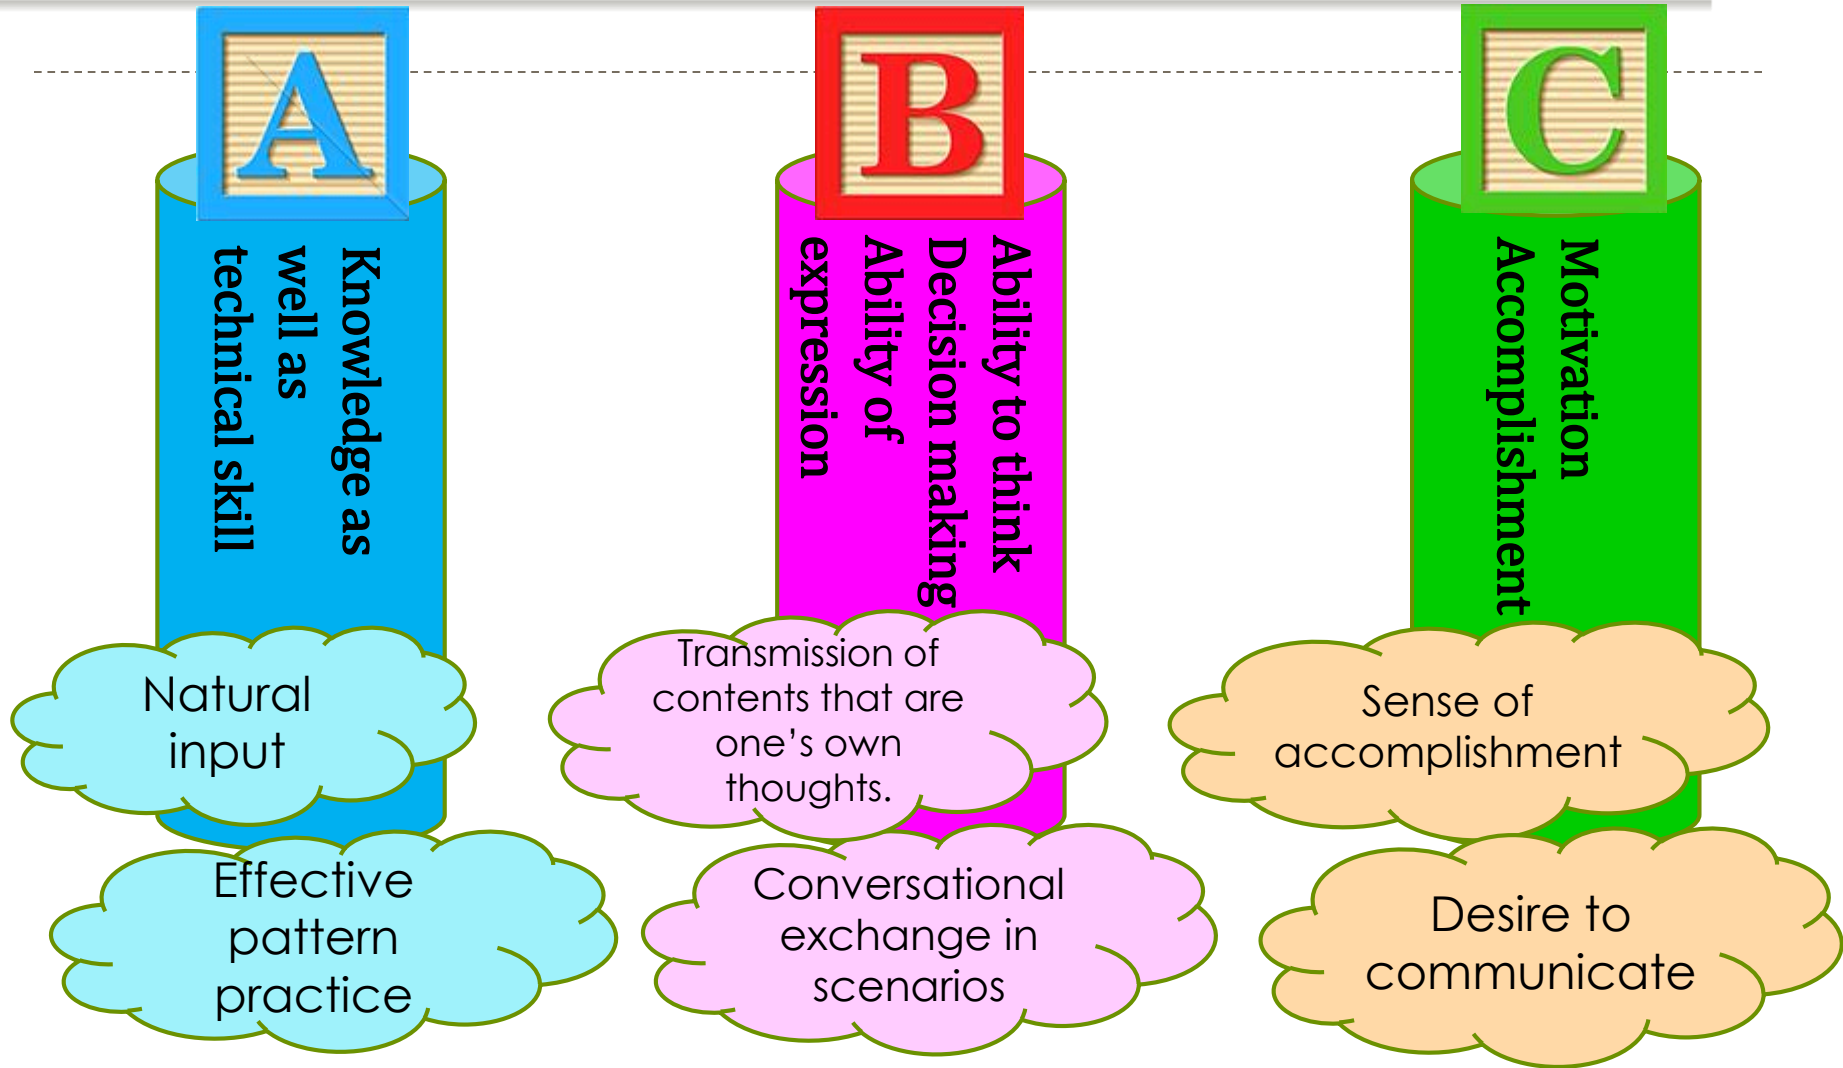 A
Knowledge as
well as
technical skill
Natural
input
Effective
pattern
practice
B
Ability to think
Decision making
Ability of
expression
Transmission of
contents that are
one’s own
thoughts.
Conversational
exchange in
scenarios
C
Motivation
Accomplishment
Sense of
accomplishment
Desire to
communicate